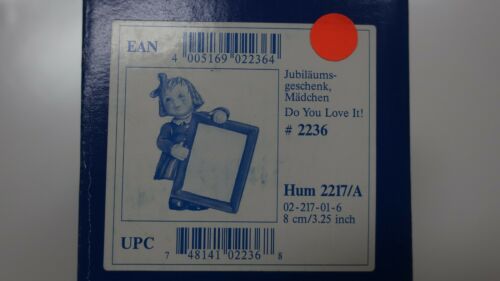 EAN
4 005169 022364
Jubiläums-
geschenk,
Mädchen
Do You Love It!
# 2236
Hum 2217/A
02-217-01-6
8 cm/3.25 inch
UPC
7 48141 02236 8